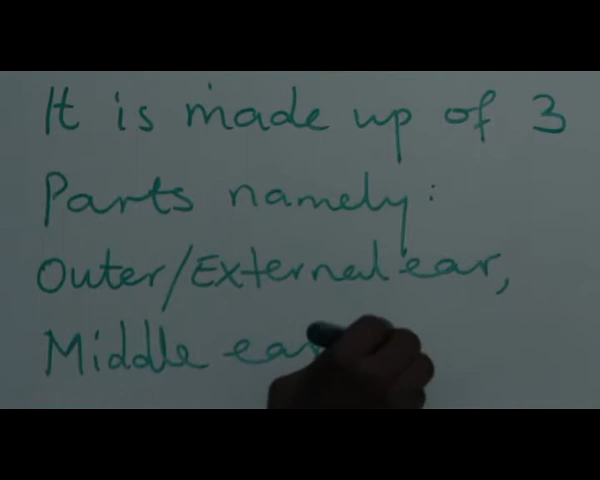 It is made up of 3
Parts namely:
Outer/External ear,
Middle ear